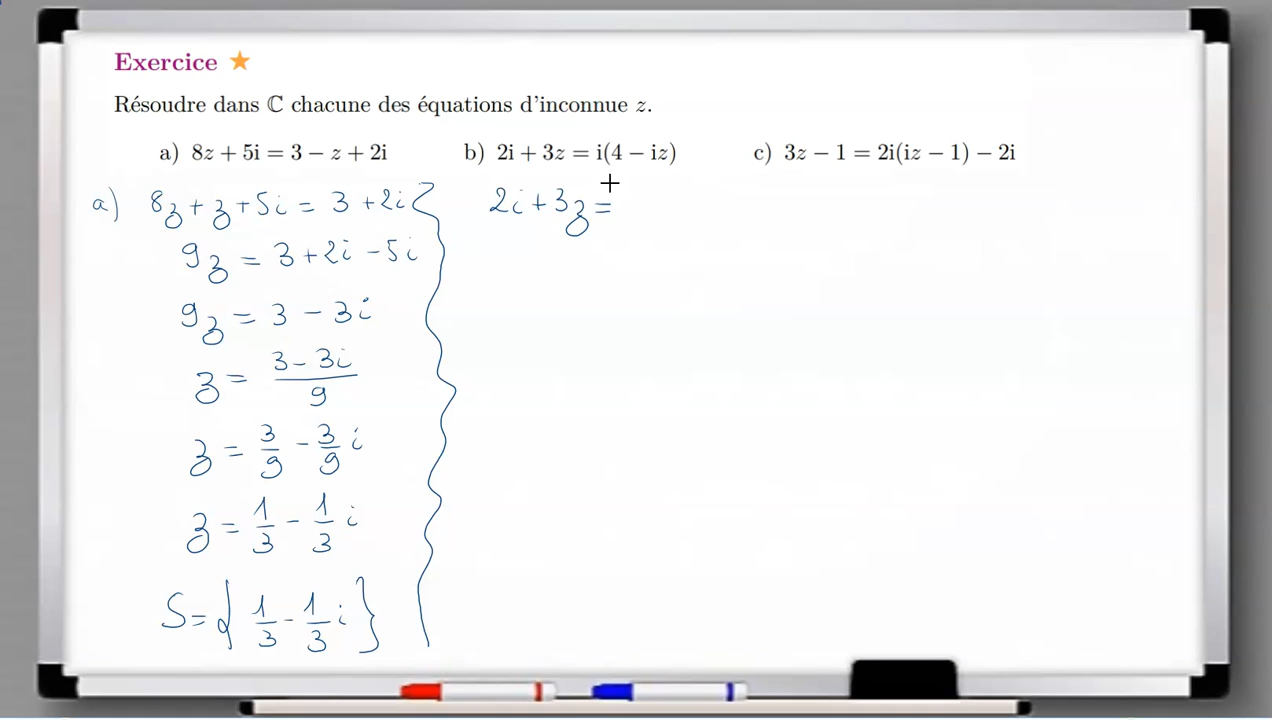 Exercice ★
Résoudre dans ℂ chacune des équations d'inconnue z.
a) 8z + 5i = 3 − z + 2i b) 2i + 3z = i(4 − iz) c) 3z − 1 = 2i(iz − 1) − 2i
a) 8z + z + 5i = 3 + 2i
9z = 3 + 2i − 5i
9z = 3 − 3i
z = (3 − 3i)/9
z = 3/9 − 3/9 i
z = 1/3 − 1/3 i
S = {1/3 − 1/3 i}
2i + 3z =